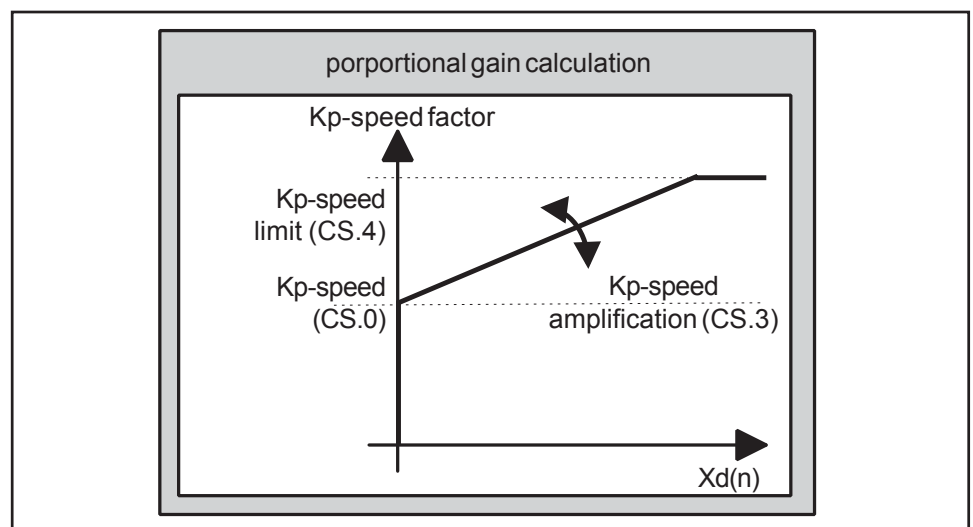 porportional gain calculation
Kp-speed factor
Kp-speed
limit (CS.4)
Kp-speed
(CS.0)
Kp-speed
amplification (CS.3)
Xd(n)